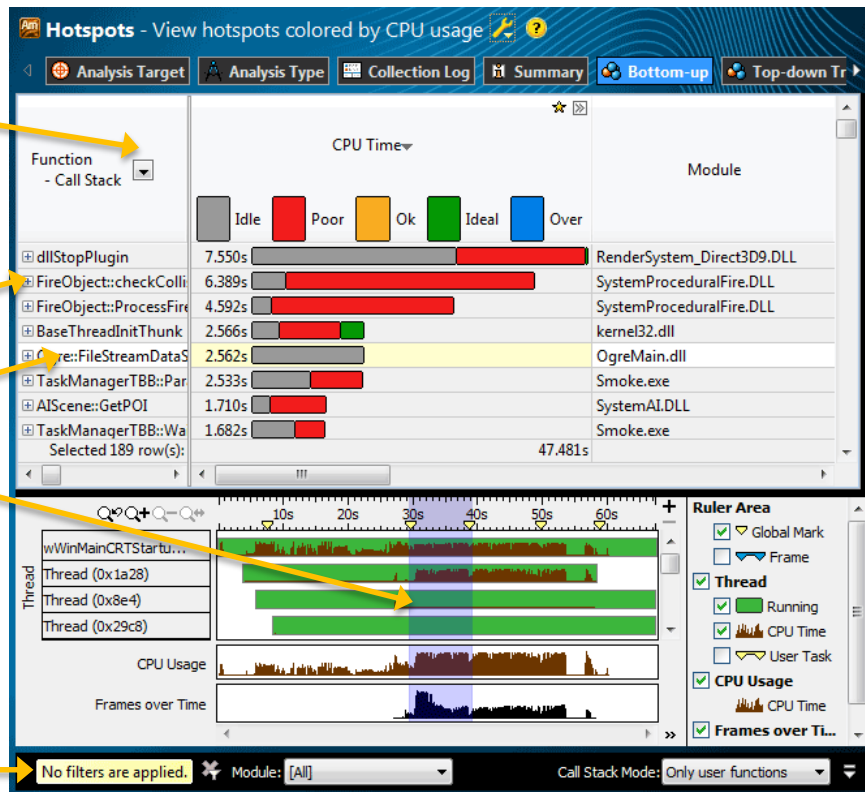 Am Hotspots - View hotspots colored by CPU usage ?
Analysis Target Analysis Type Collection Log Summary Bottom-up Top-down Tr
Function
- Call Stack
CPU Time
Module
Idle Poor Ok Ideal Over
dllStopPlugin 7.550s RenderSystem_Direct3D9.DLL
FireObject::checkColli 6.389s SystemProceduralFire.DLL
FireObject::ProcessFire 4.592s SystemProceduralFire.DLL
BaseThreadInitThunk 2.566s kernel32.dll
Ogre::FileStreamDataS 2.562s OgreMain.dll
TaskManagerTBB::Par 2.533s Smoke.exe
AIScene::GetPOI 1.710s SystemAI.DLL
TaskManagerTBB::Wa 1.682s Smoke.exe
Selected 189 row(s): 47.481s
10s 20s 30s 40s 50s 60s
Thread
wWinMainCRTStartu...
Thread (0x1a28)
Thread (0x8e4)
Thread (0x29c8)
CPU Usage
Frames over Time
Ruler Area
Global Mark
Frame
Thread
Running
CPU Time
User Task
CPU Usage
CPU Time
Frames over Ti...
No filters are applied. Module: [All] Call Stack Mode: Only user functions